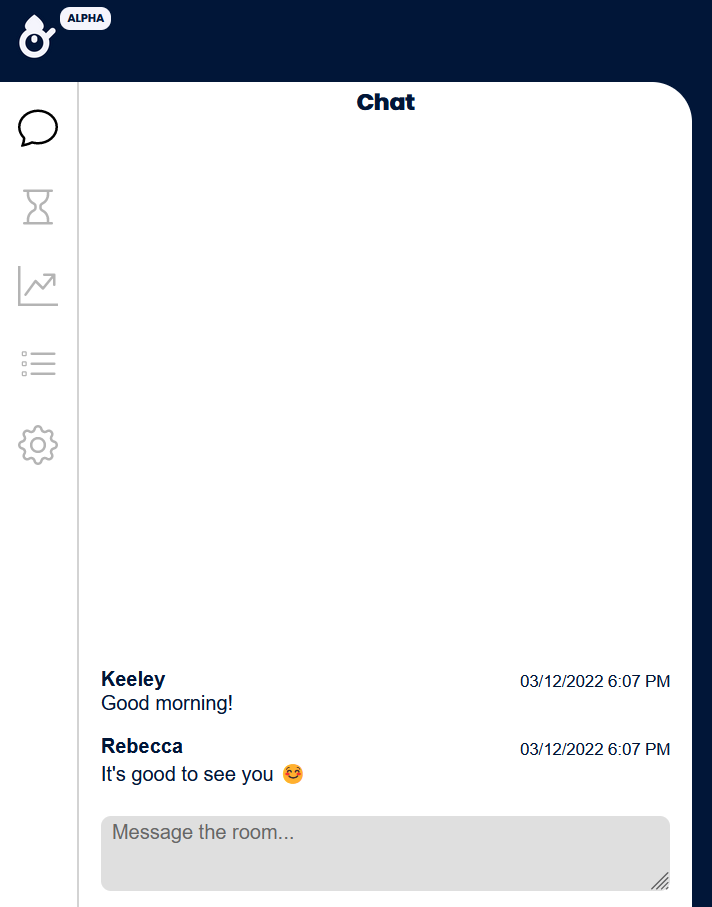 ALPHA
Chat
Keeley 03/12/2022 6:07 PM
Good morning!
Rebecca 03/12/2022 6:07 PM
It's good to see you 😊
Message the room...